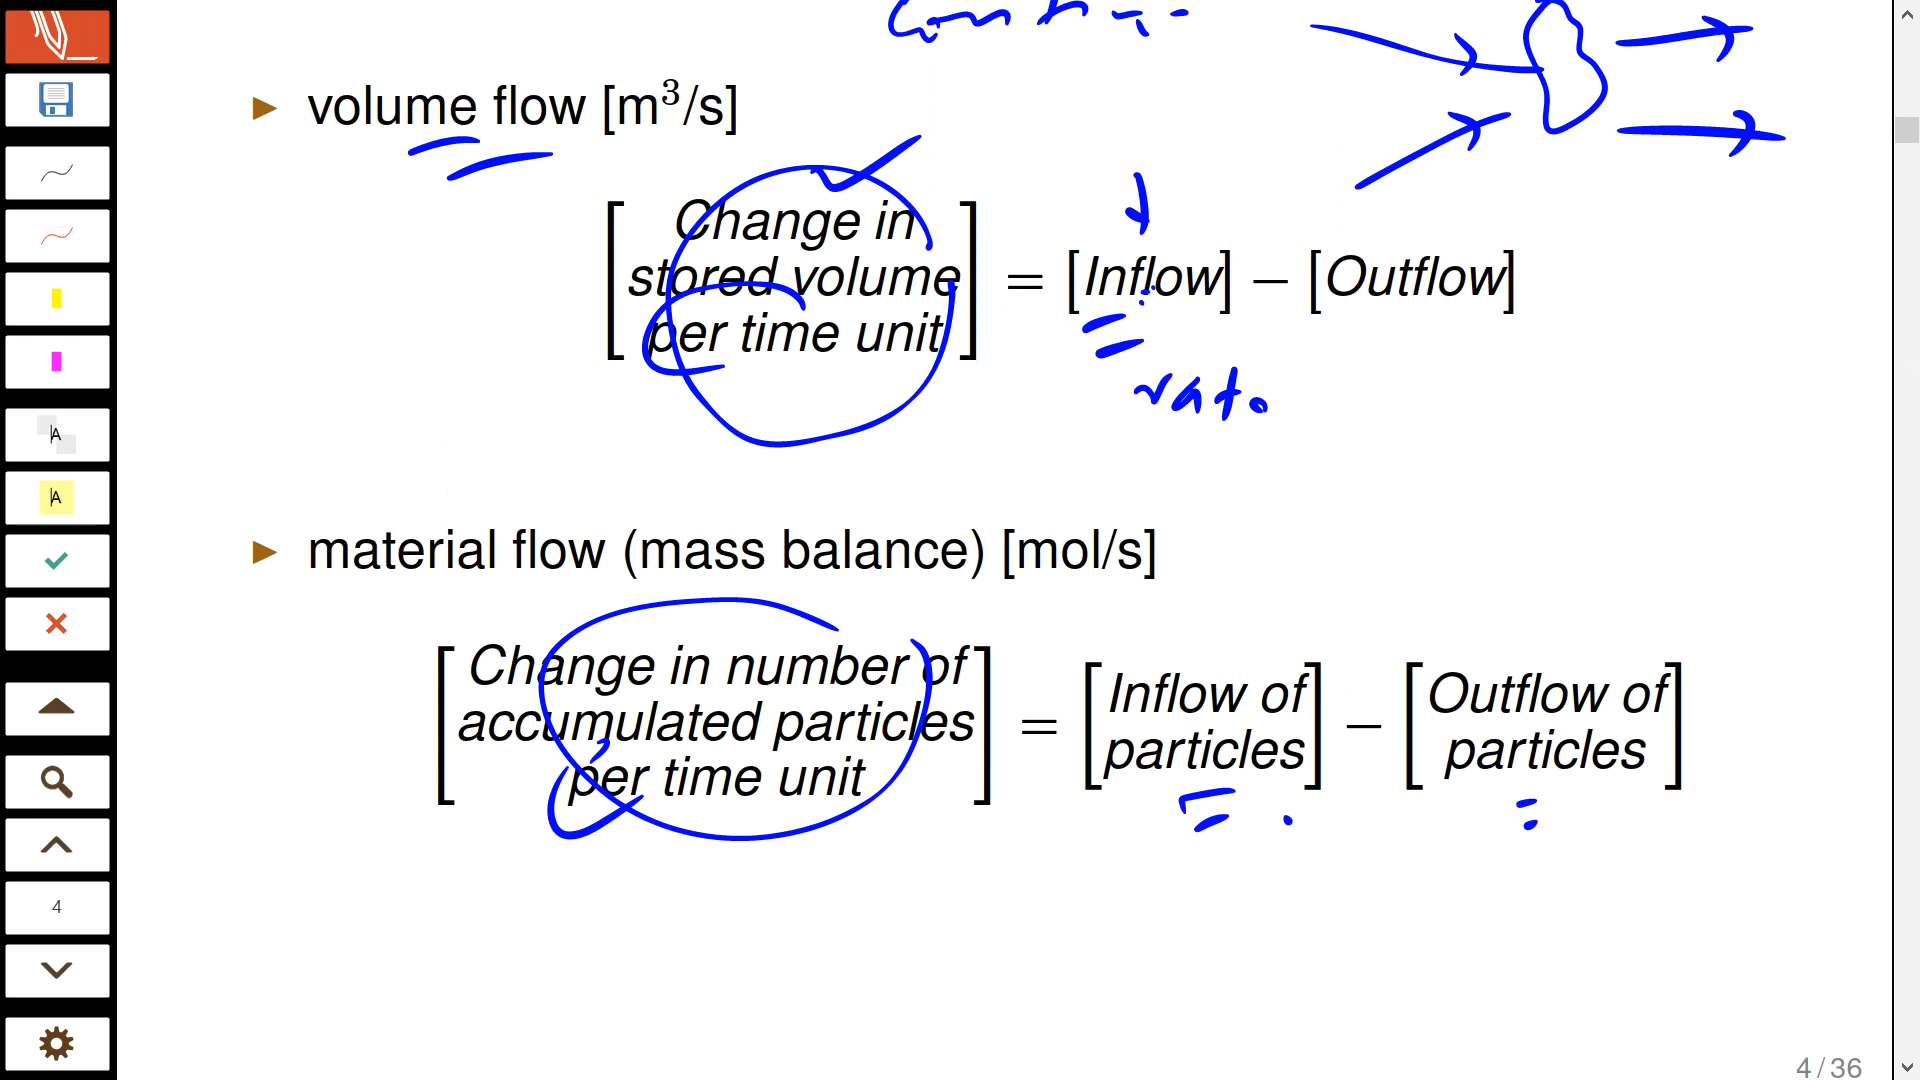 ▶ volume flow [m³/s]
[Change in stored volume per time unit] = [Inflow] − [Outflow]
rate
▶ material flow (mass balance) [mol/s]
[Change in number of accumulated particles per time unit] = [Inflow of particles] − [Outflow of particles]
A
A
4
4/36